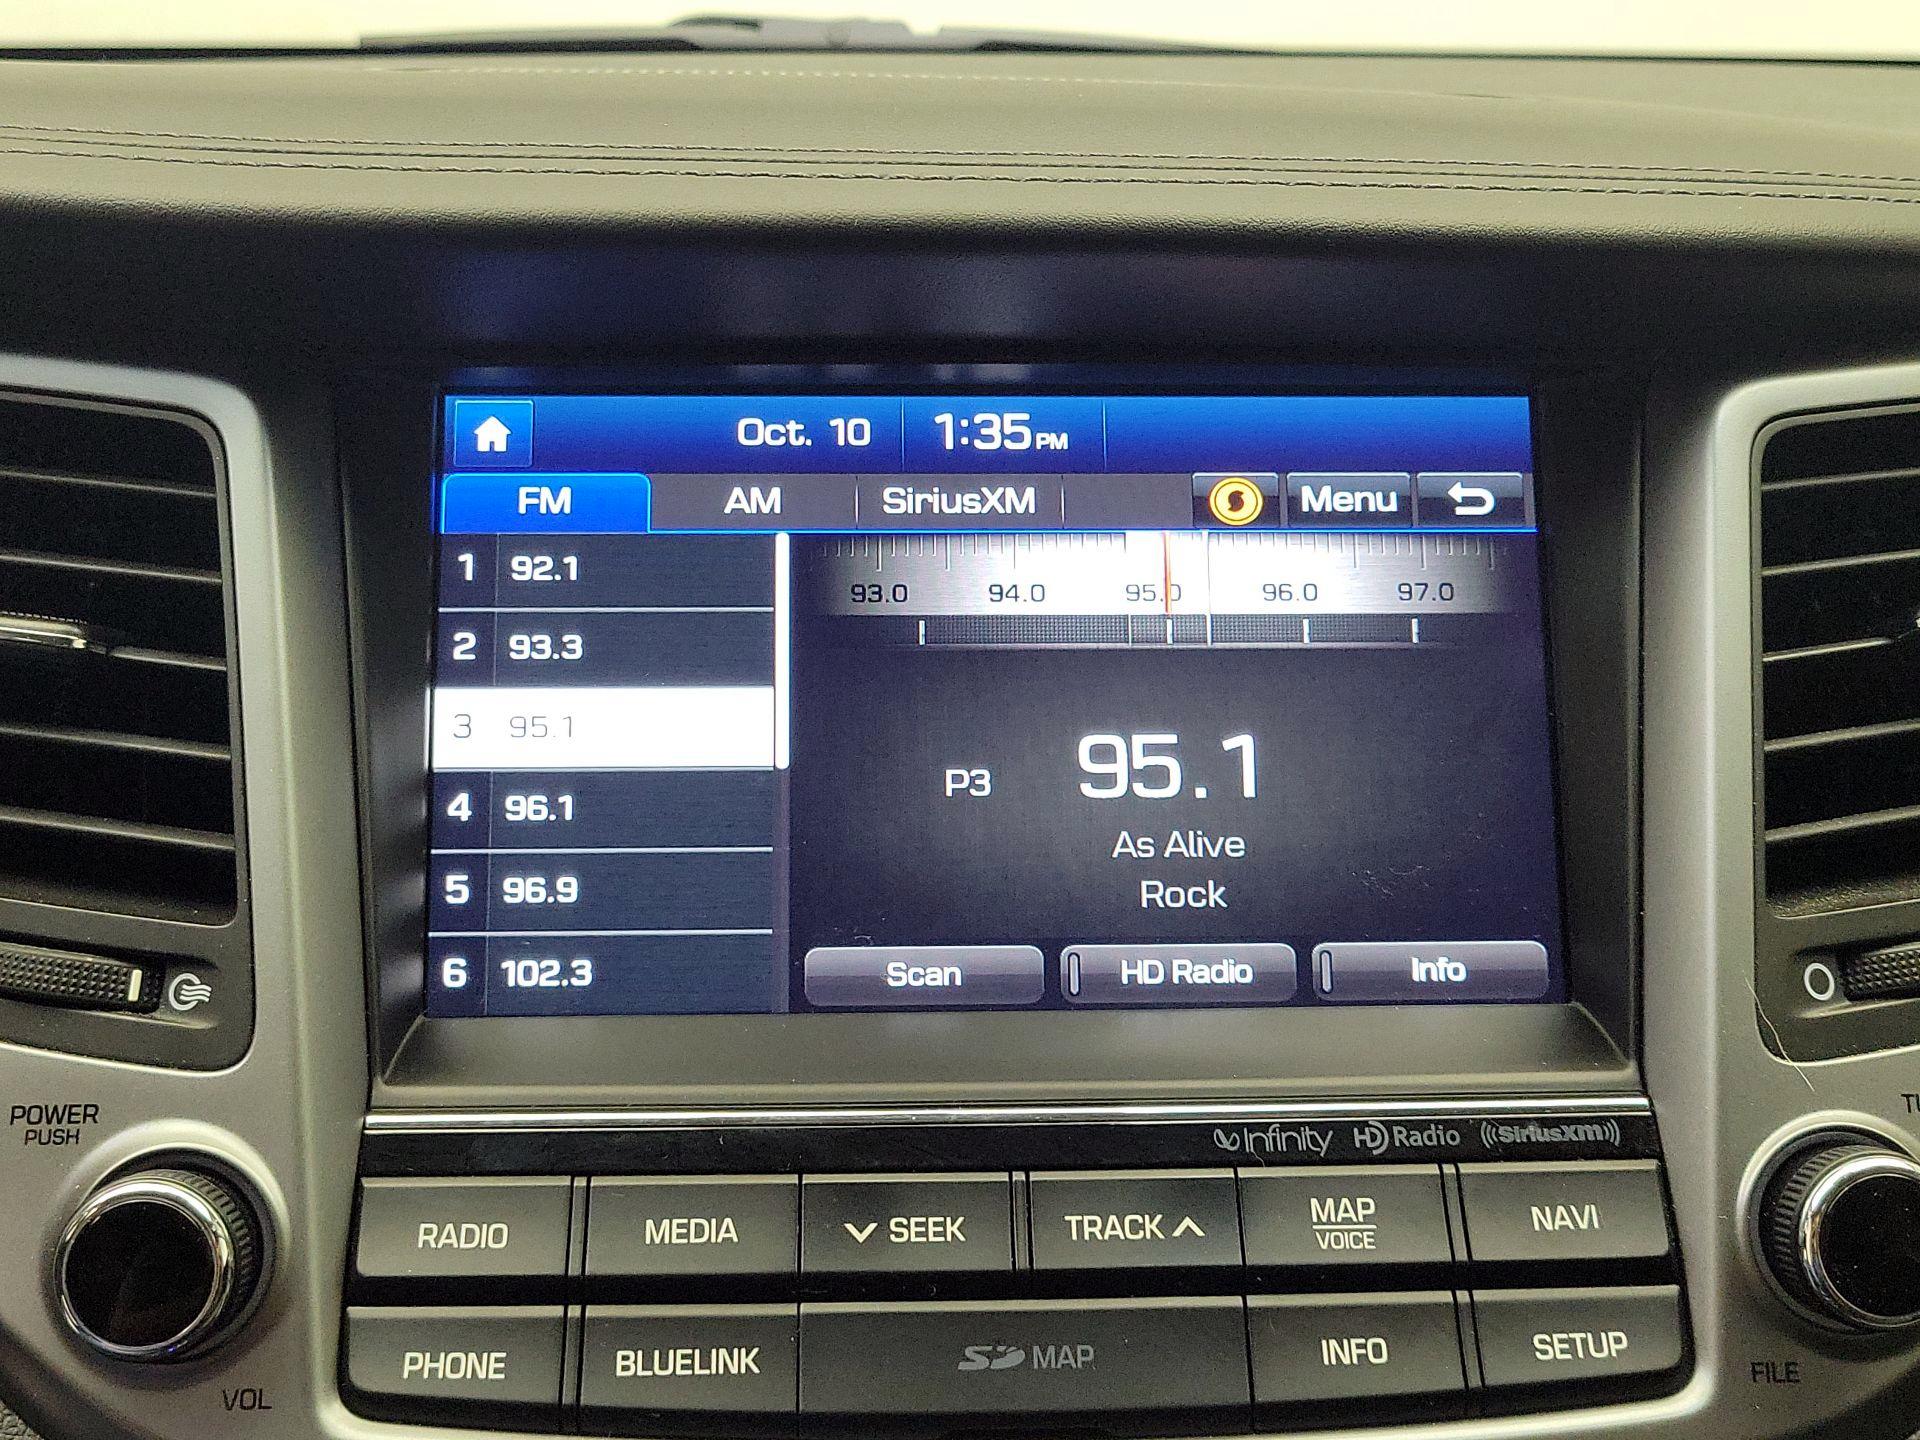 Oct. 10 1:35 PM
FM AM SiriusXM Menu
1 92.1
2 93.3
3 95.1
4 96.1
5 96.9
6 102.3
93.0 94.0 95.0 96.0 97.0
P3 95.1
As Alive
Rock
Scan HD Radio Info
POWER
PUSH
VOL
Infinity HD Radio ((SiriusXM))
RADIO MEDIA SEEK TRACK MAP NAVI
VOICE
PHONE BLUELINK SD MAP INFO SETUP
FILE